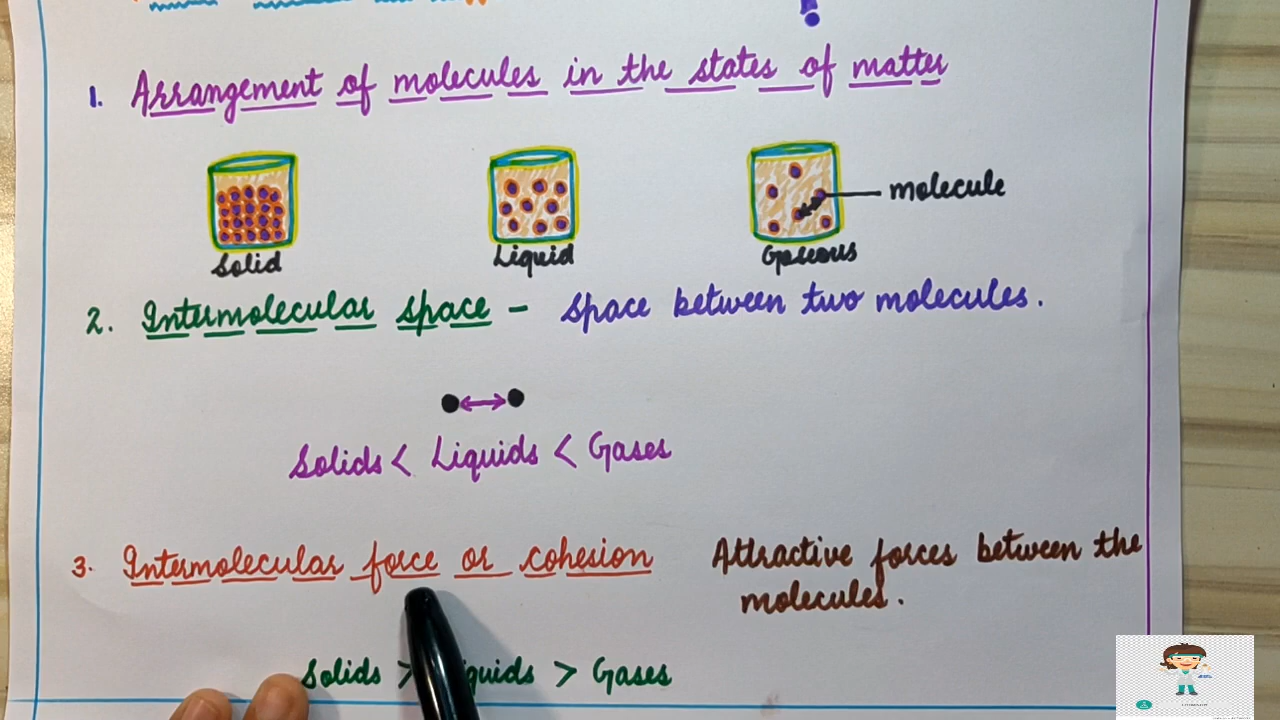 1. Arrangement of molecules in the states of matter
molecule
Solid
Liquid
Gaseous
2. Intermolecular space - Space between two molecules.
Solids < Liquids < Gases
3. Intermolecular force or cohesion
Attractive forces between the
molecules.
Solids > Liquids > Gases